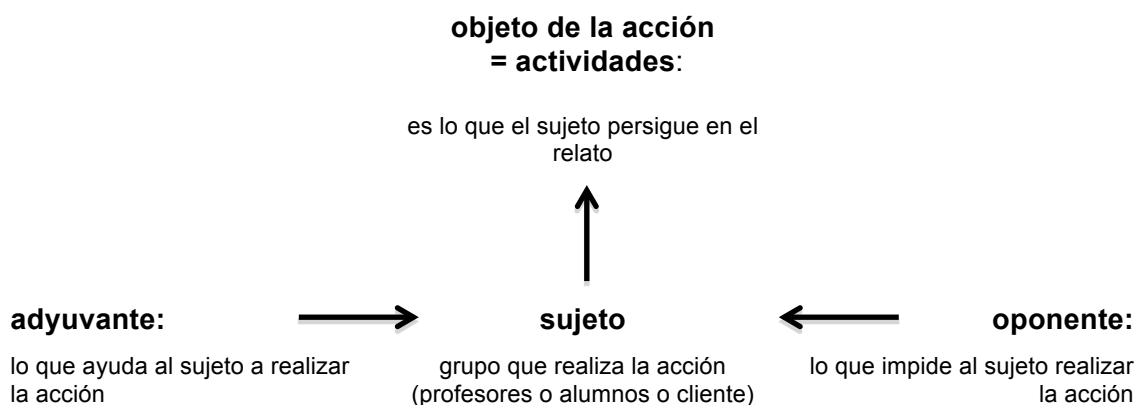 objeto de la acción
= actividades:
es lo que el sujeto persigue en el
relato
adyuvante:
lo que ayuda al sujeto a realizar
la acción
sujeto
grupo que realiza la acción
(profesores o alumnos o cliente)
oponente:
lo que impide al sujeto realizar
la acción